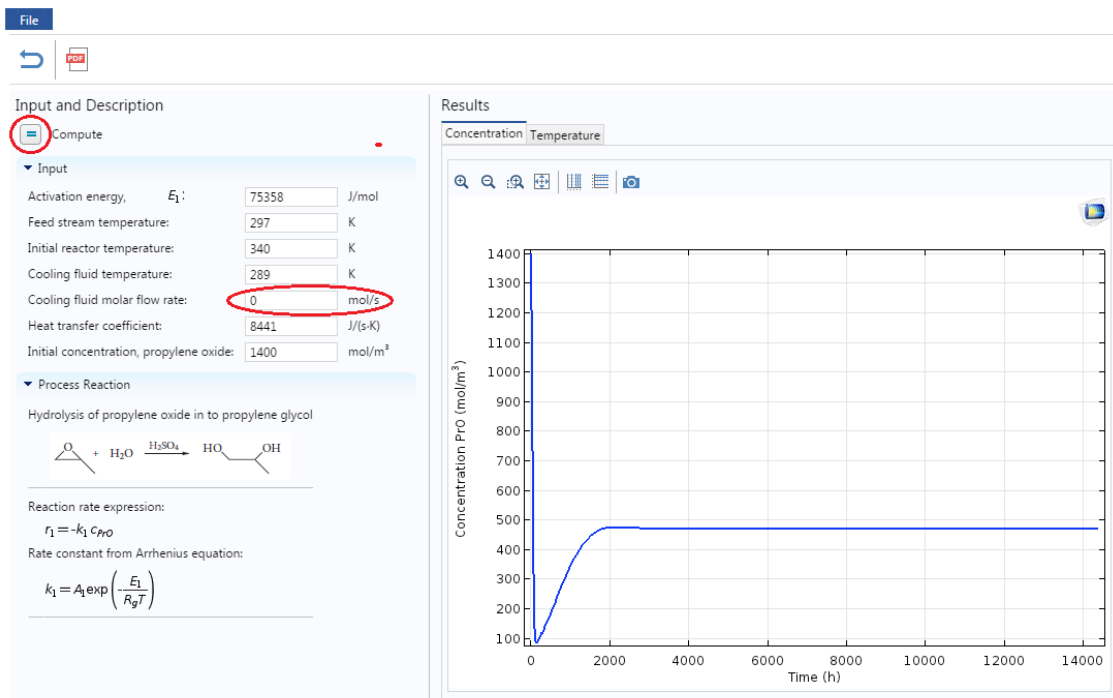 File
PDF
Input and Description
= Compute
Input
Activation energy, E₁: 75358 J/mol
Feed stream temperature: 297 K
Initial reactor temperature: 340 K
Cooling fluid temperature: 289 K
Cooling fluid molar flow rate: 0 mol/s
Heat transfer coefficient: 8441 J/(s·K)
Initial concentration, propylene oxide: 1400 mol/m³
Process Reaction
Hydrolysis of propylene oxide in to propylene glycol
O + H₂O H₂SO₄ HO OH
Reaction rate expression:
r₁ = -k₁ c_PrO
Rate constant from Arrhenius equation:
k₁ = A₁ exp(-E₁/(R_g T))
Results
Concentration Temperature
1400
1300
1200
1100
1000
900
800
700
600
500
400
300
200
100
Concentration PrO (mol/m³)
0 2000 4000 6000 8000 10000 12000 14000
Time (h)